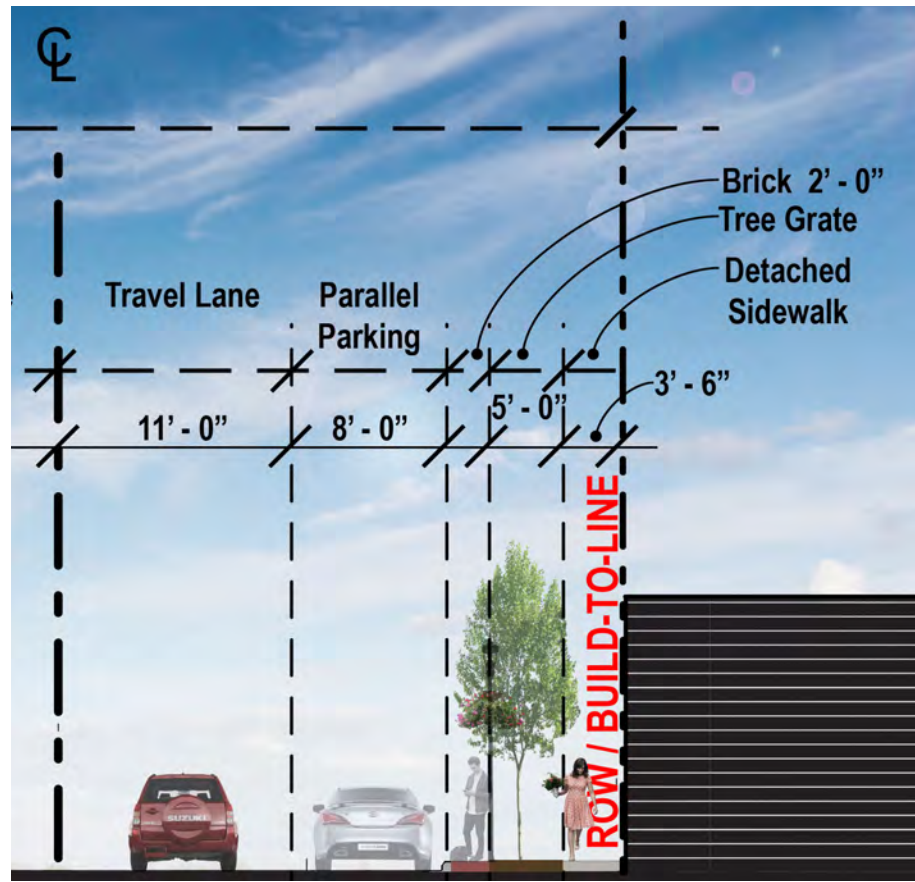 ℄
Brick 2' - 0”
Tree Grate
Detached
Sidewalk
Travel Lane
Parallel
Parking
11' - 0”
8' - 0”
5' - 0”
3' - 6”
ROW / BUILD-TO-LINE
SUZUKI